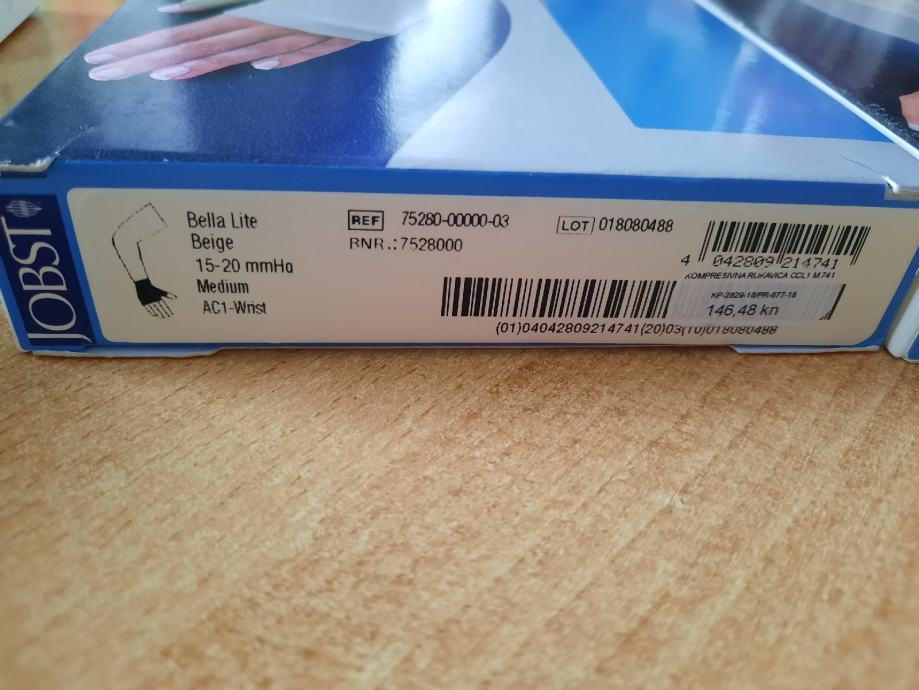 JOBST
Bella Lite
Beige
15-20 mmHg
Medium
AC1-Wrist
REF 75280-00000-03
RNR.:7528000
LOT 018080488
4 042809 214741
KOMPRESIVNA RUKAVICA CCL1 M 741
KP-2829-18/PR-677-18
146,48 kn
(01)04042809214741(20)03(10)018080488